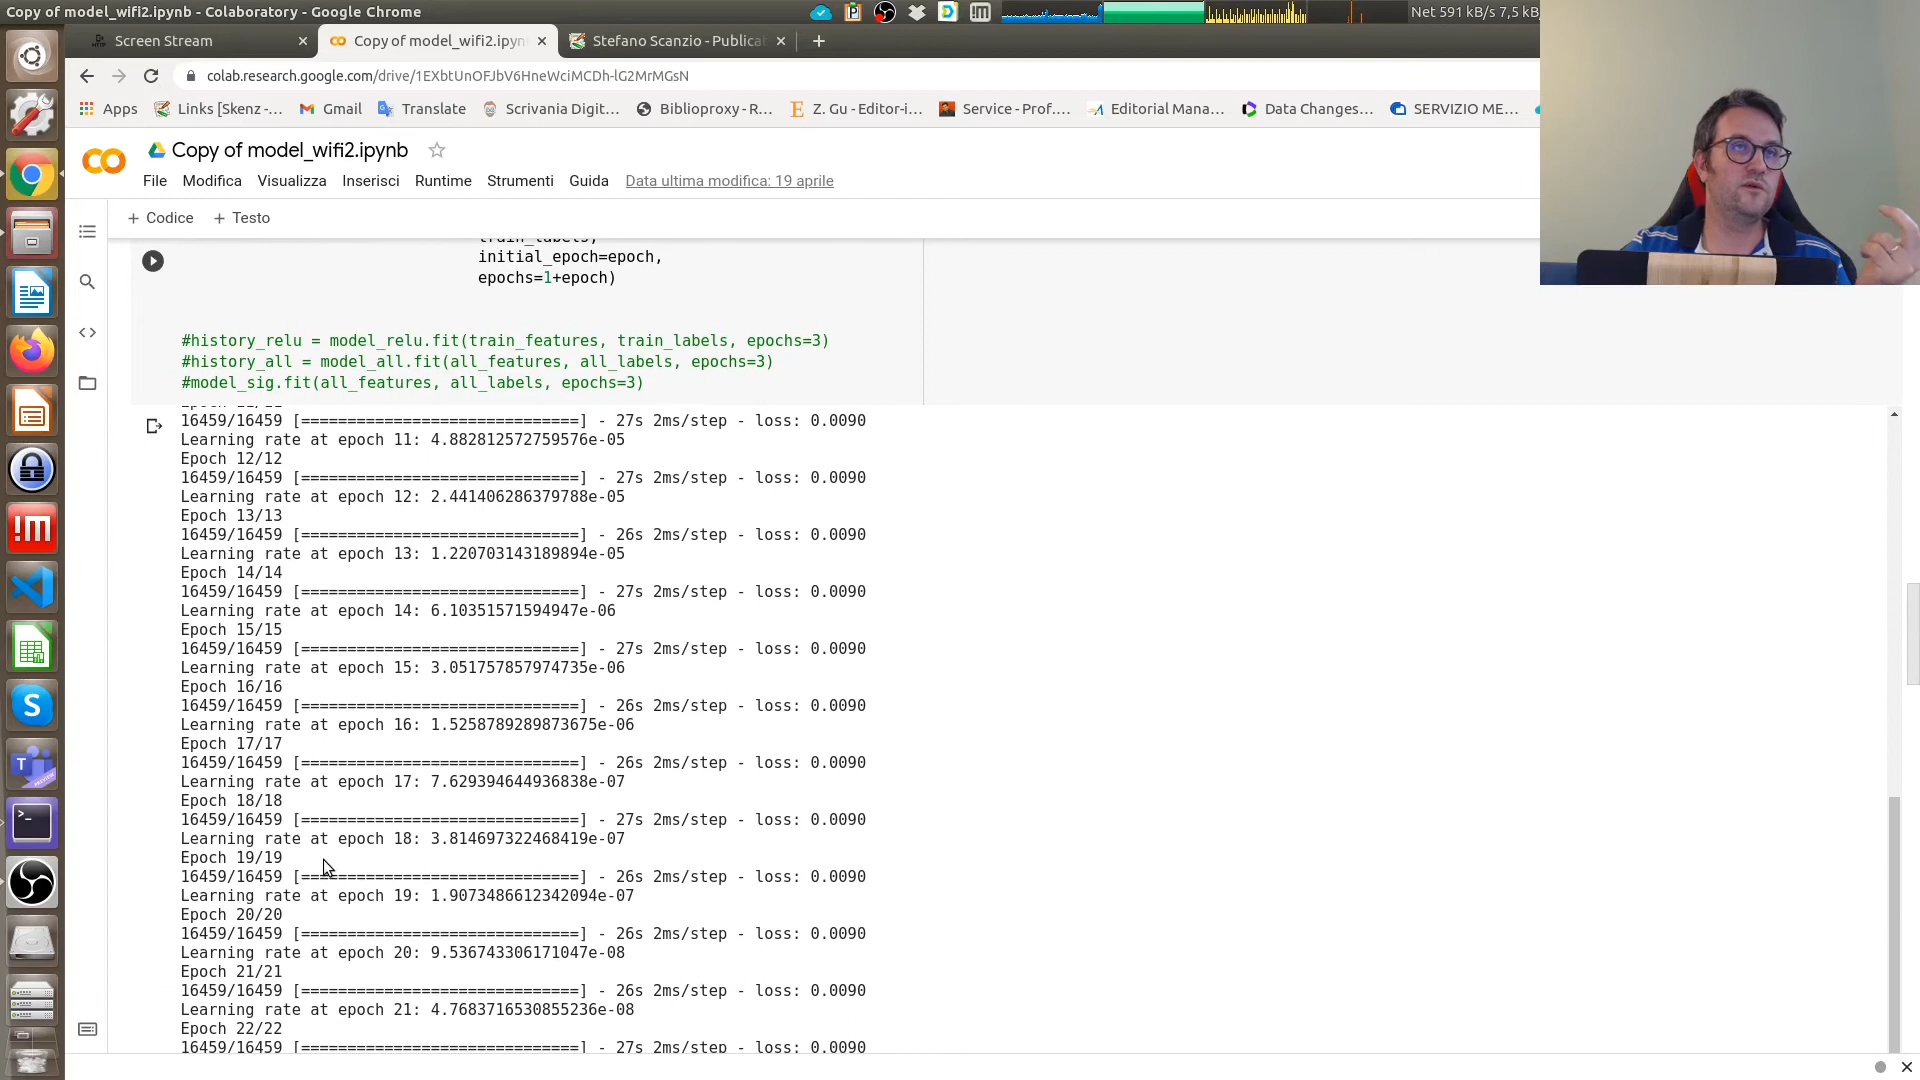 Copy of model_wifi2.ipynb - Colaboratory - Google Chrome
Net 591 kB/s 7,5 kB
Screen Stream
Copy of model_wifi2.ipyn
Stefano Scanzio - Publicat
colab.research.google.com/drive/1EXbtUnOFJbV6HneWciMCDh-lG2MrMGsN
Apps
Links [Skenz -...
Gmail
Translate
Scrivania Digit...
Biblioproxy - R...
Z. Gu - Editor-i...
Service - Prof....
Editorial Mana...
Data Changes...
SERVIZIO ME...
Copy of model_wifi2.ipynb
File Modifica Visualizza Inserisci Runtime Strumenti Guida Data ultima modifica: 19 aprile
+ Codice + Testo
train_labels,
initial_epoch=epoch,
epochs=1+epoch)
#history_relu = model_relu.fit(train_features, train_labels, epochs=3)
#history_all = model_all.fit(all_features, all_labels, epochs=3)
#model_sig.fit(all_features, all_labels, epochs=3)
Epoch 11/11
16459/16459 [==============================] - 27s 2ms/step - loss: 0.0090
Learning rate at epoch 11: 4.882812572759576e-05
Epoch 12/12
16459/16459 [==============================] - 27s 2ms/step - loss: 0.0090
Learning rate at epoch 12: 2.441406286379788e-05
Epoch 13/13
16459/16459 [==============================] - 26s 2ms/step - loss: 0.0090
Learning rate at epoch 13: 1.220703143189894e-05
Epoch 14/14
16459/16459 [==============================] - 27s 2ms/step - loss: 0.0090
Learning rate at epoch 14: 6.10351571594947e-06
Epoch 15/15
16459/16459 [==============================] - 27s 2ms/step - loss: 0.0090
Learning rate at epoch 15: 3.051757857974735e-06
Epoch 16/16
16459/16459 [==============================] - 26s 2ms/step - loss: 0.0090
Learning rate at epoch 16: 1.5258789289873675e-06
Epoch 17/17
16459/16459 [==============================] - 26s 2ms/step - loss: 0.0090
Learning rate at epoch 17: 7.629394644936838e-07
Epoch 18/18
16459/16459 [==============================] - 27s 2ms/step - loss: 0.0090
Learning rate at epoch 18: 3.814697322468419e-07
Epoch 19/19
16459/16459 [==============================] - 26s 2ms/step - loss: 0.0090
Learning rate at epoch 19: 1.9073486612342094e-07
Epoch 20/20
16459/16459 [==============================] - 26s 2ms/step - loss: 0.0090
Learning rate at epoch 20: 9.536743306171047e-08
Epoch 21/21
16459/16459 [==============================] - 26s 2ms/step - loss: 0.0090
Learning rate at epoch 21: 4.7683716530855236e-08
Epoch 22/22
16459/16459 [==============================] - 27s 2ms/step - loss: 0.0090